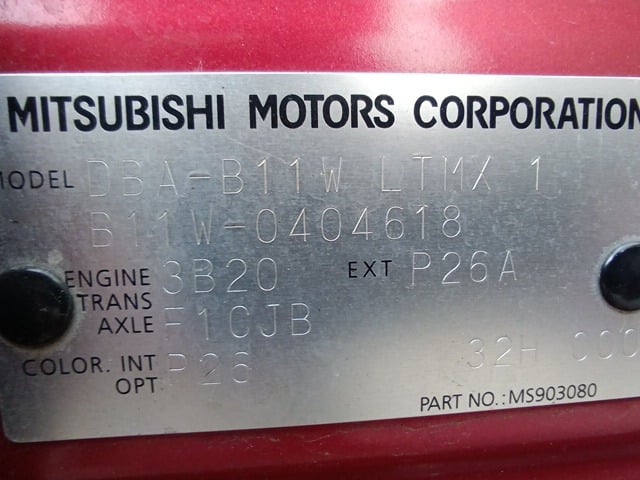 MITSUBISHI MOTORS CORPORATION
MODEL DBA-B11W LTMX 1
B11W-0404618
ENGINE 3B20 EXT P26A
TRANS
AXLE F1CJB
COLOR. INT P26 32H
OPT
PART NO.:MS903080